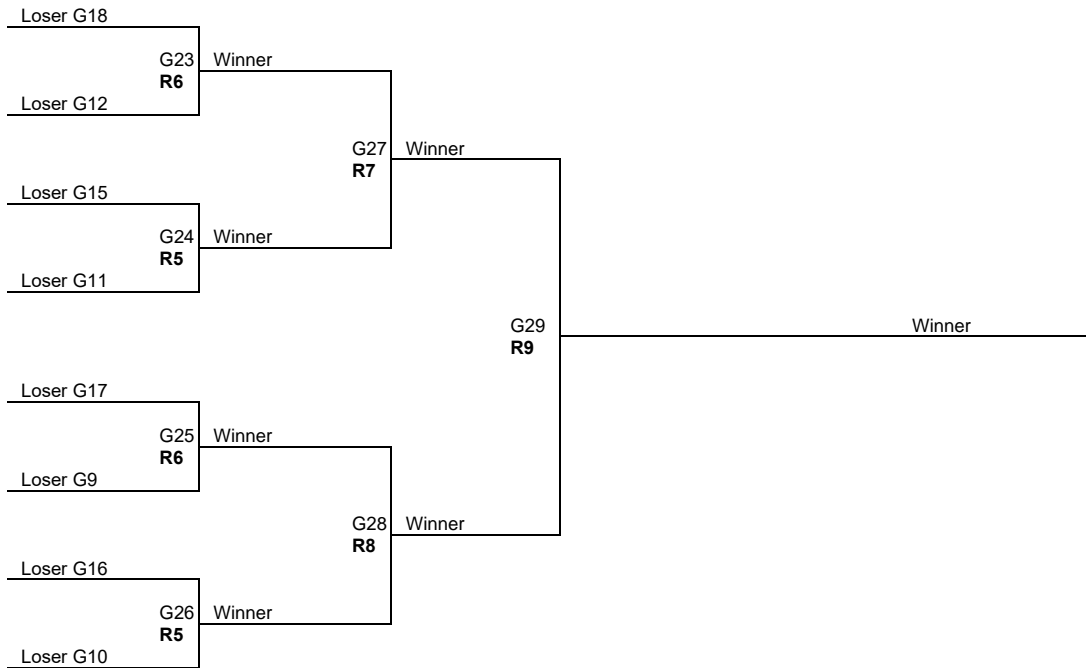 Loser G18
G23 Winner
R6
Loser G12
G27 Winner
R7
Loser G15
G24 Winner
R5
Loser G11
G29 Winner
R9
Loser G17
G25 Winner
R6
Loser G9
G28 Winner
R8
Loser G16
G26 Winner
R5
Loser G10